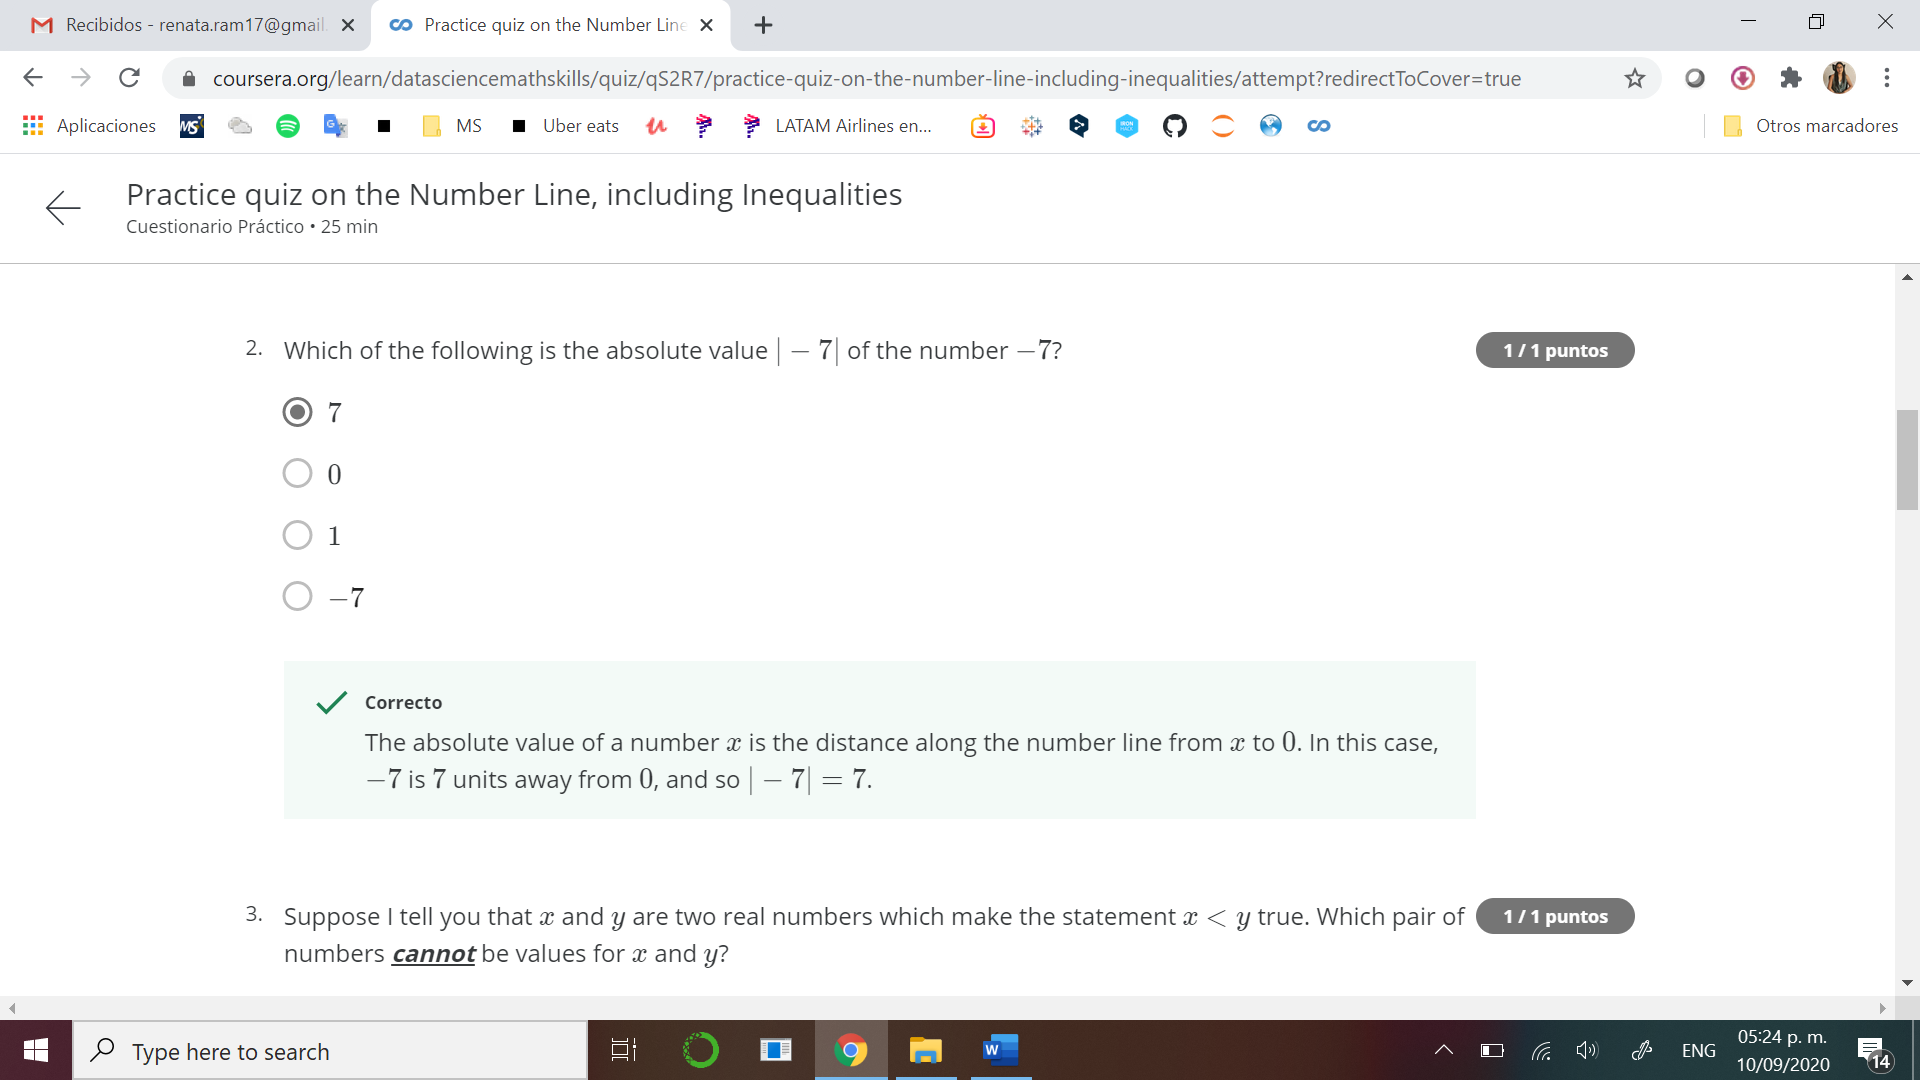 Recibidos - renata.ram17@gmail.
Practice quiz on the Number Line
coursera.org/learn/datasciencemathskills/quiz/qS2R7/practice-quiz-on-the-number-line-including-inequalities/attempt?redirectToCover=true
Aplicaciones MS MS Uber eats LATAM Airlines en... Otros marcadores
Practice quiz on the Number Line, including Inequalities
Cuestionario Práctico • 25 min
2. Which of the following is the absolute value | − 7| of the number −7? 1 / 1 puntos
7
0
1
−7
Correcto
The absolute value of a number x is the distance along the number line from x to 0. In this case,
−7 is 7 units away from 0, and so | − 7| = 7.
3. Suppose I tell you that x and y are two real numbers which make the statement x < y true. Which pair of 1 / 1 puntos
numbers cannot be values for x and y?
Type here to search
W
ENG
05:24 p. m.
10/09/2020
14